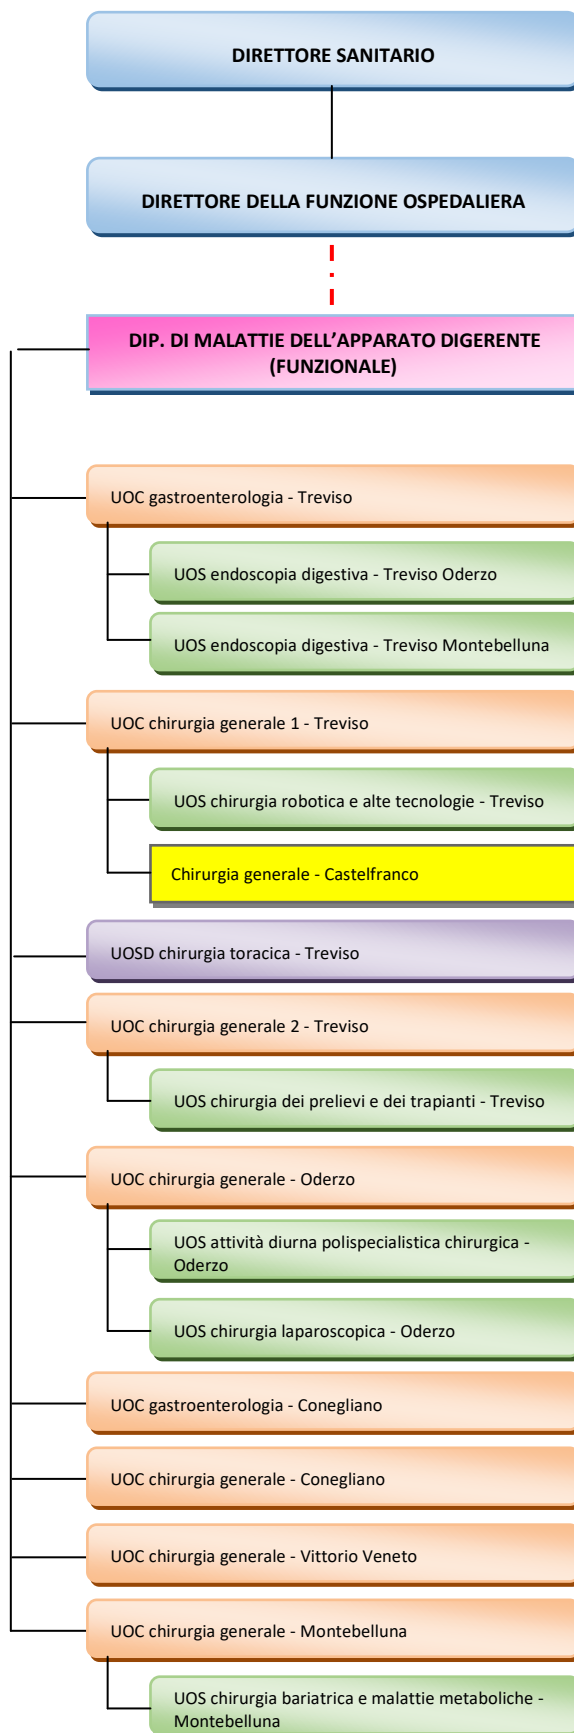 DIRETTORE SANITARIO
DIRETTORE DELLA FUNZIONE OSPEDALIERA
DIP. DI MALATTIE DELL'APPARATO DIGERENTE
(FUNZIONALE)
UOC gastroenterologia - Treviso
UOS endoscopia digestiva - Treviso Oderzo
UOS endoscopia digestiva - Treviso Montebelluna
UOC chirurgia generale 1 - Treviso
UOS chirurgia robotica e alte tecnologie - Treviso
Chirurgia generale - Castelfranco
UOSD chirurgia toracica - Treviso
UOC chirurgia generale 2 - Treviso
UOS chirurgia dei prelievi e dei trapianti - Treviso
UOC chirurgia generale - Oderzo
UOS attività diurna polispecialistica chirurgica -
Oderzo
UOS chirurgia laparoscopica - Oderzo
UOC gastroenterologia - Conegliano
UOC chirurgia generale - Conegliano
UOC chirurgia generale - Vittorio Veneto
UOC chirurgia generale - Montebelluna
UOS chirurgia bariatrica e malattie metaboliche -
Montebelluna